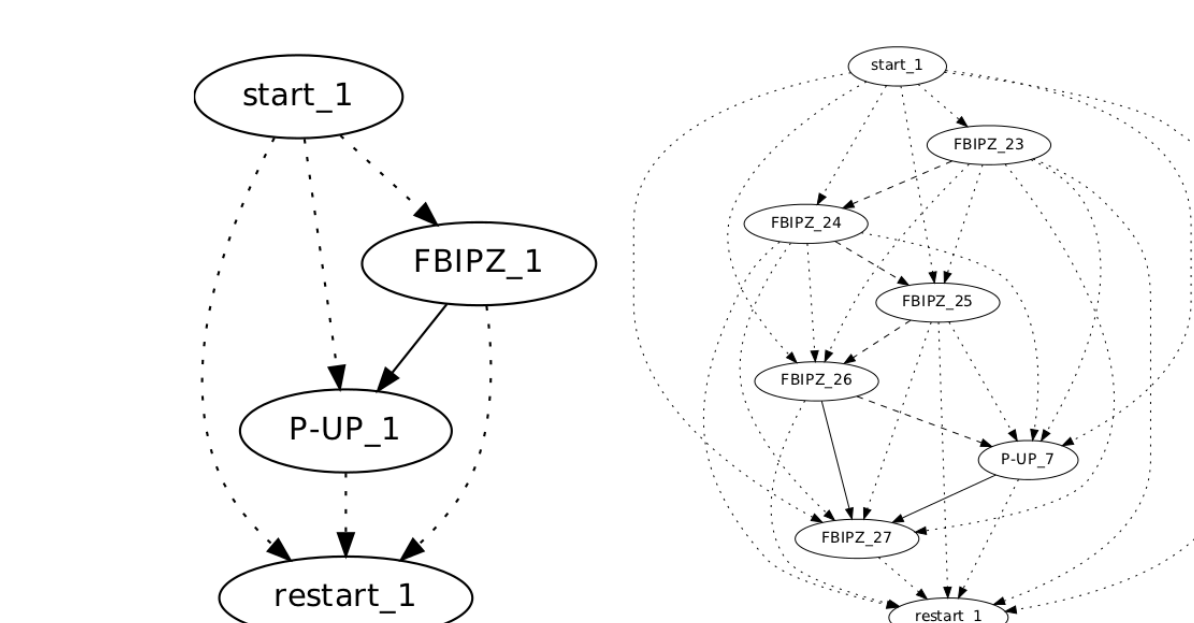 start_1
FBIPZ_1
P-UP_1
restart_1
start_1
FBIPZ_23
FBIPZ_24
FBIPZ_25
FBIPZ_26
P-UP_7
FBIPZ_27
restart_1